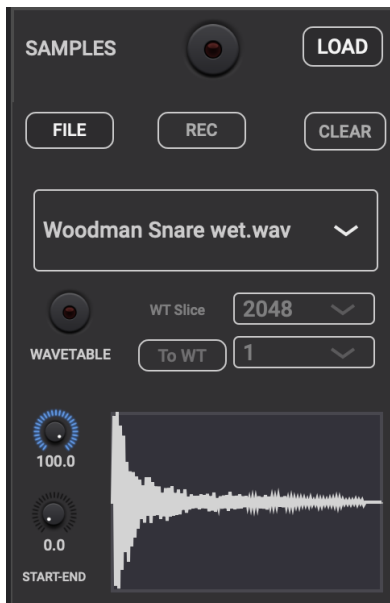 SAMPLES
LOAD
FILE
REC
CLEAR
Woodman Snare wet.wav
WT Slice
2048
WAVETABLE
To WT
1
100.0
0.0
START-END